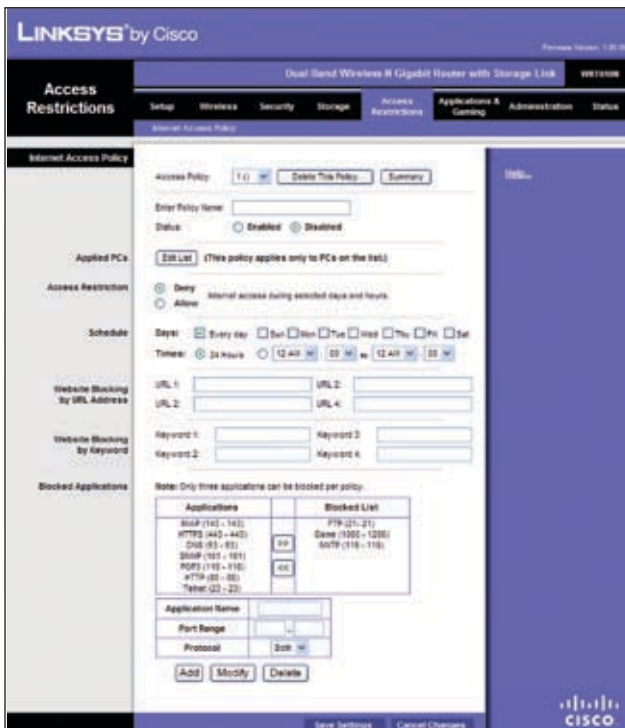 LINKSYS® by Cisco
Dual Band Wireless N Gigabit Router with Storage Link
Access Restrictions
Setup Wireless Security Storage Access Restrictions Applications & Gaming Administration Status
Internet Access Policy
Internet Access Policy
Access Policy: Delete This Policy Summary
Help...
Enter Policy Name:
Status: Enabled Disabled
Applied PCs
Edit List (This policy applies only to PCs on the list.)
Access Restriction
Deny
Allow
Internet access during selected days and hours.
Schedule
Days: Every day Sun Mon Tue Wed Thu Fri Sat
Times: 24 Hours 12 AM : 00 to 12 AM : 00
Website Blocking by URL Address
URL 1: URL 2:
URL 2: URL 4:
Website Blocking by Keyword
Keyword 1: Keyword 3:
Keyword 2: Keyword 4:
Blocked Applications
Note: Only three applications can be blocked per policy.
Applications Blocked List
IMAP (143 - 143)
HTTPS (443 - 443)
DNS (53 - 53)
SNMP (161 - 161)
POP3 (110 - 110)
HTTP (80 - 80)
Telnet (23 - 23)
>>
<<
FTP (21 - 21)
Game (1000 - 1200)
NNTP (119 - 119)
Application Name
Port Range -
Protocol Both
Add Modify Delete
Save Settings Cancel Changes
CISCO